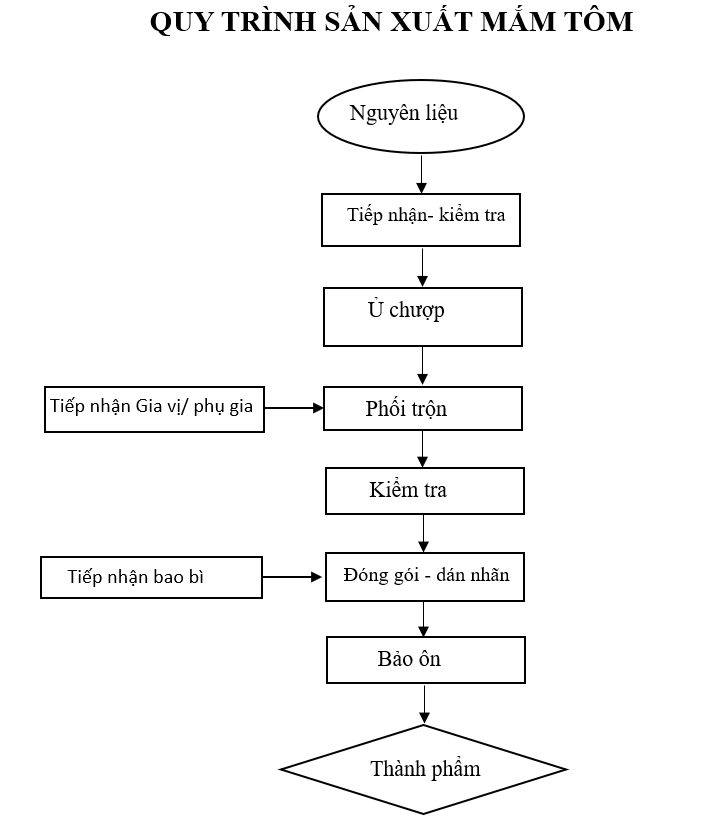 QUY TRÌNH SẢN XUẤT MẮM TÔM
Nguyên liệu
Tiếp nhận- kiểm tra
Ủ chượp
Tiếp nhận Gia vị/ phụ gia
Phối trộn
Kiểm tra
Tiếp nhận bao bì
Đóng gói - dán nhãn
Bảo ôn
Thành phẩm